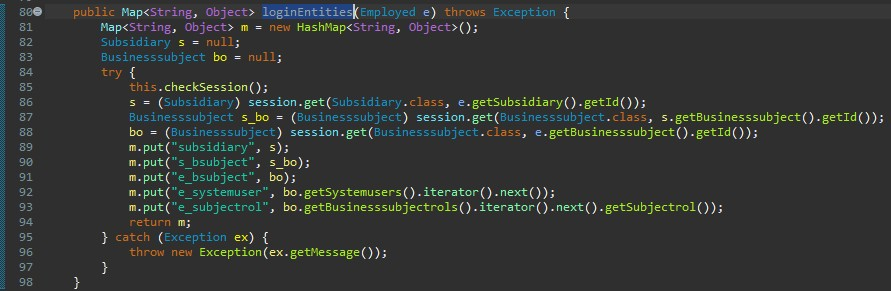 80 public Map<String, Object> loginEntities(Employed e) throws Exception {
81 Map<String, Object> m = new HashMap<String, Object>();
82 Subsidiary s = null;
83 Businesssubject bo = null;
84 try {
85 this.checkSession();
86 s = (Subsidiary) session.get(Subsidiary.class, e.getSubsidiary().getId());
87 Businesssubject s_bo = (Businesssubject) session.get(Businesssubject.class, s.getBusinesssubject().getId());
88 bo = (Businesssubject) session.get(Businesssubject.class, e.getBusinesssubject().getId());
89 m.put("subsidiary", s);
90 m.put("s_bsubject", s_bo);
91 m.put("e_bsubject", bo);
92 m.put("e_systemuser", bo.getSystemusers().iterator().next());
93 m.put("e_subjectrol", bo.getBusinesssubjectrols().iterator().next().getSubjectrol());
94 return m;
95 } catch (Exception ex) {
96 throw new Exception(ex.getMessage());
97 }
98 }